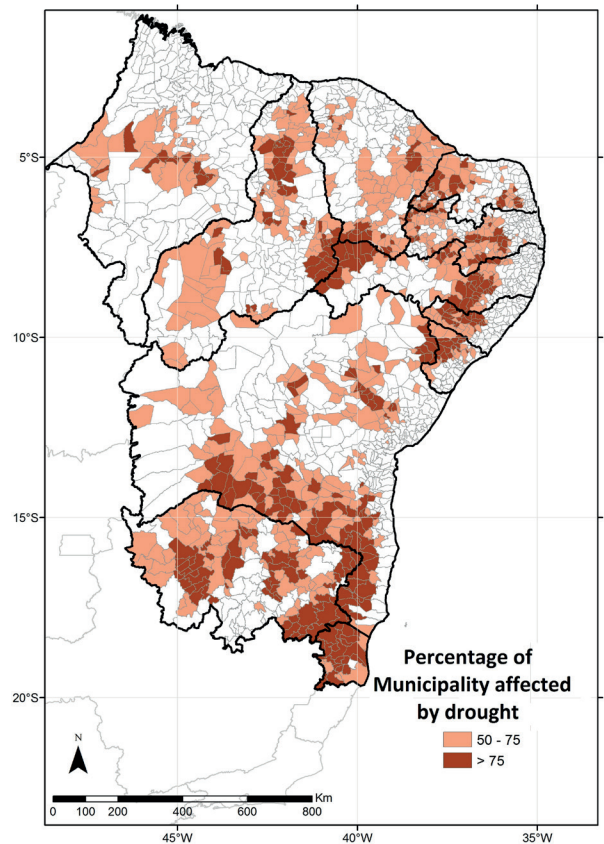 5°S
10°S
15°S
20°S
Percentage of
Municipality affected
by drought
50 - 75
> 75
N
Km
0 100 200 400 600 800
45°W 40°W 35°W